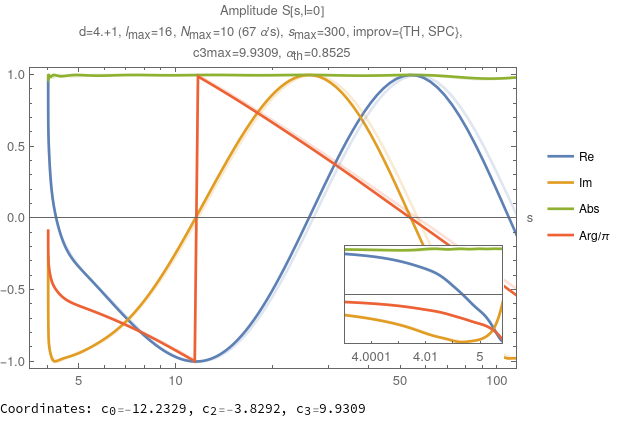 Amplitude S[s,l=0]
d=4.+1, lmax=16, Nmax=10 (67 α's), smax=300, improv={TH, SPC},
c3max=9.9309, αth=0.8525
1.0
0.5
0.0
-0.5
-1.0
5
10
50
100
s
Re
Im
Abs
Arg/π
4.0001
4.01
5
Coordinates: c0=-12.2329, c2=-3.8292, c3=9.9309